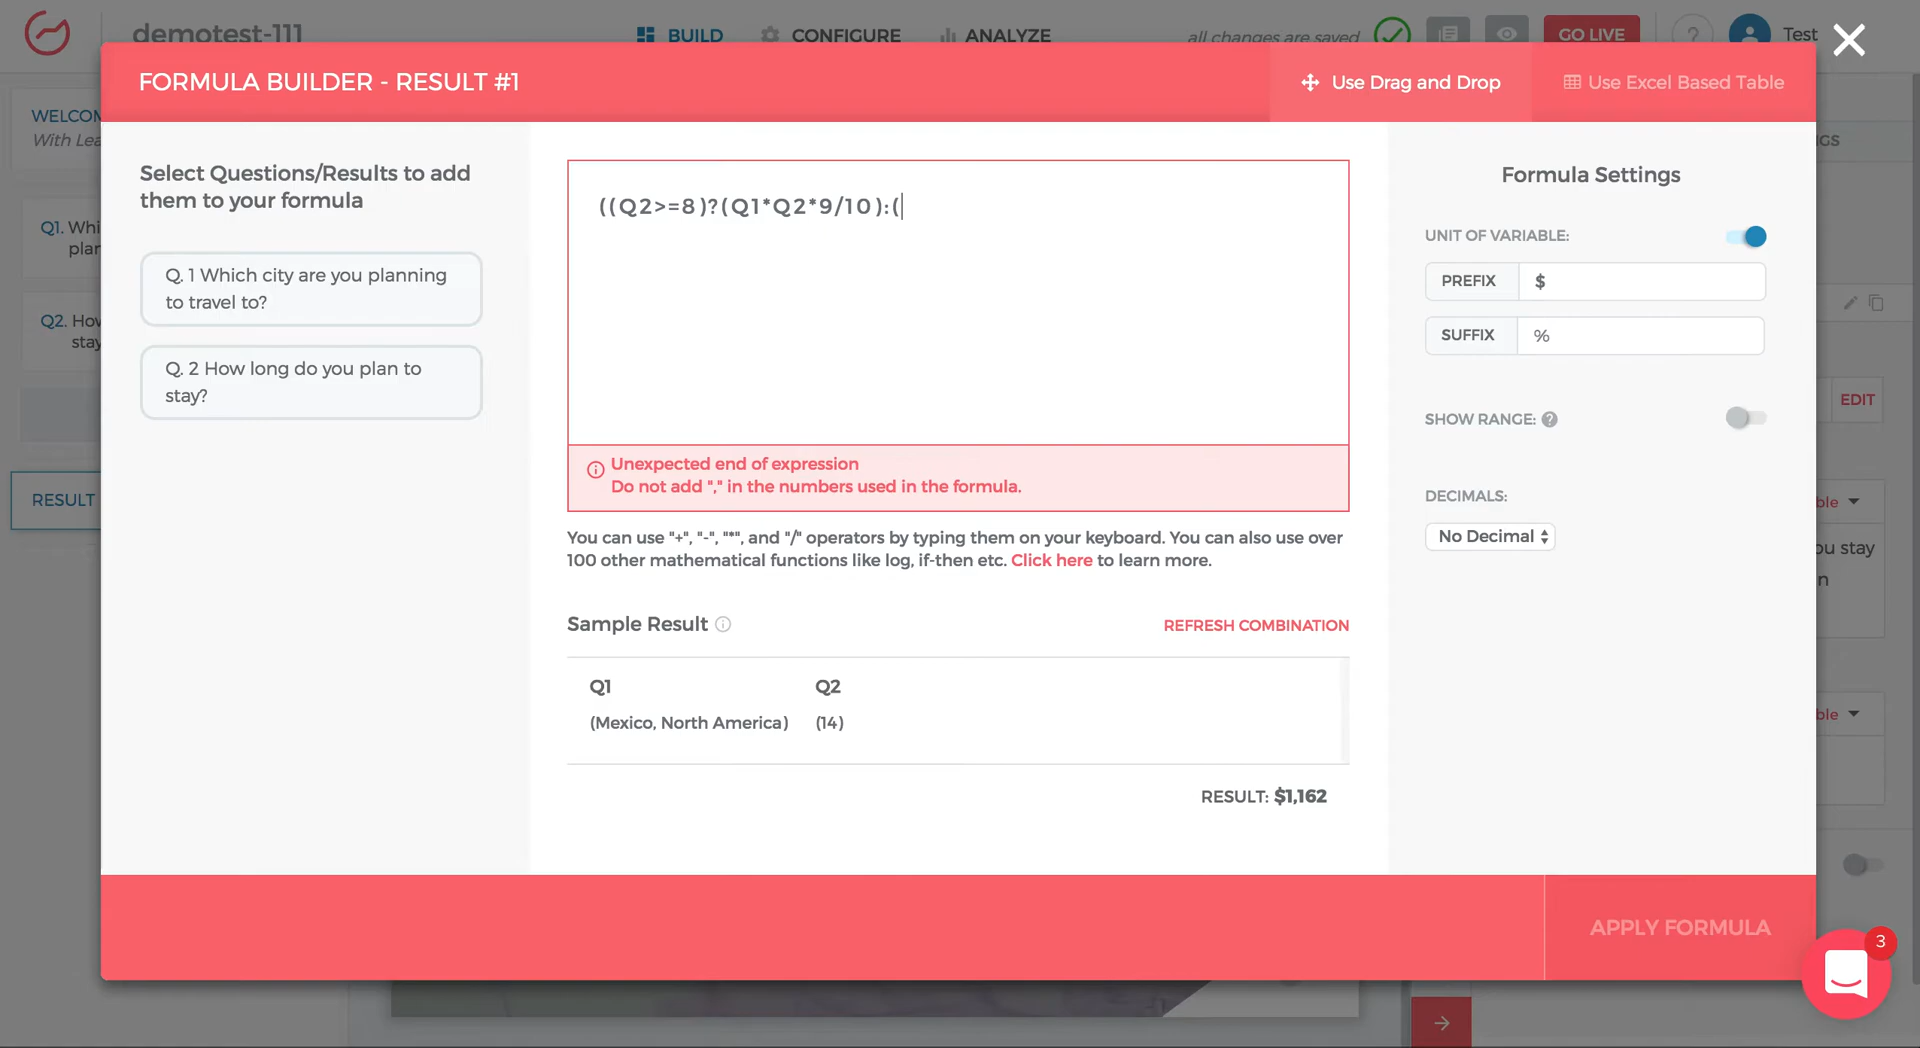 demotest-111
BUILD
CONFIGURE
ANALYZE
all changes are saved
GO LIVE
?
Test
FORMULA BUILDER - RESULT #1
Use Drag and Drop
Use Excel Based Table
WELCOM
With Lea
GS
Q1. Whi
plan
Q2. How
stay
RESULT
Select Questions/Results to add
them to your formula
Q. 1 Which city are you planning
to travel to?
Q. 2 How long do you plan to
stay?
((Q2>=8)?(Q1*Q2*9/10):(
Unexpected end of expression
Do not add "," in the numbers used in the formula.
You can use "+", "-", "*", and "/" operators by typing them on your keyboard. You can also use over
100 other mathematical functions like log, if-then etc. Click here to learn more.
Sample Result
REFRESH COMBINATION
Q1 Q2
(Mexico, North America) (14)
RESULT: $1,162
Formula Settings
UNIT OF VARIABLE:
PREFIX $
SUFFIX %
SHOW RANGE: ?
DECIMALS:
No Decimal
EDIT
ble
ou stay
n
ble
APPLY FORMULA
3